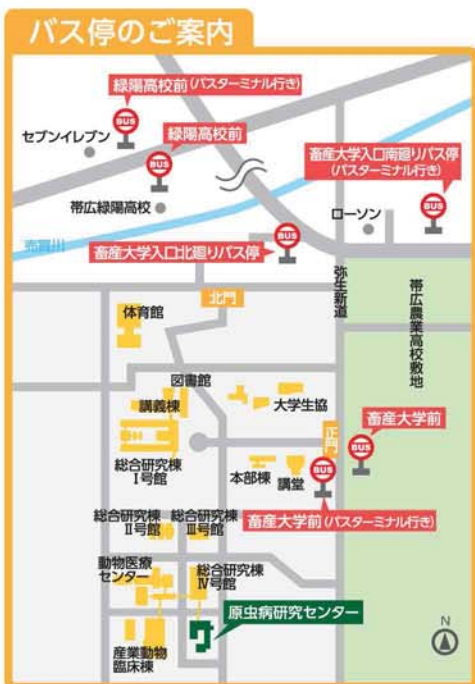 バス停のご案内
緑陽高校前(バスターミナル行き)
BUS
セブンイレブン
緑陽高校前
BUS
畜産大学入口南廻りバス停
(バスターミナル行き)
BUS
帯広緑陽高校
ローソン
BUS
売買川
畜産大学入口北廻りバス停
北門
弥生新道
帯広農業高校敷地
体育館
図書館
講義棟
大学生協
畜産大学前
正門
BUS
総合研究棟
Ⅰ号館
本部棟
講堂
BUS
畜産大学前(バスターミナル行き)
総合研究棟
Ⅱ号館
総合研究棟
Ⅲ号館
動物医療
センター
総合研究棟
Ⅳ号館
原虫病研究センター
産業動物
臨床棟
N